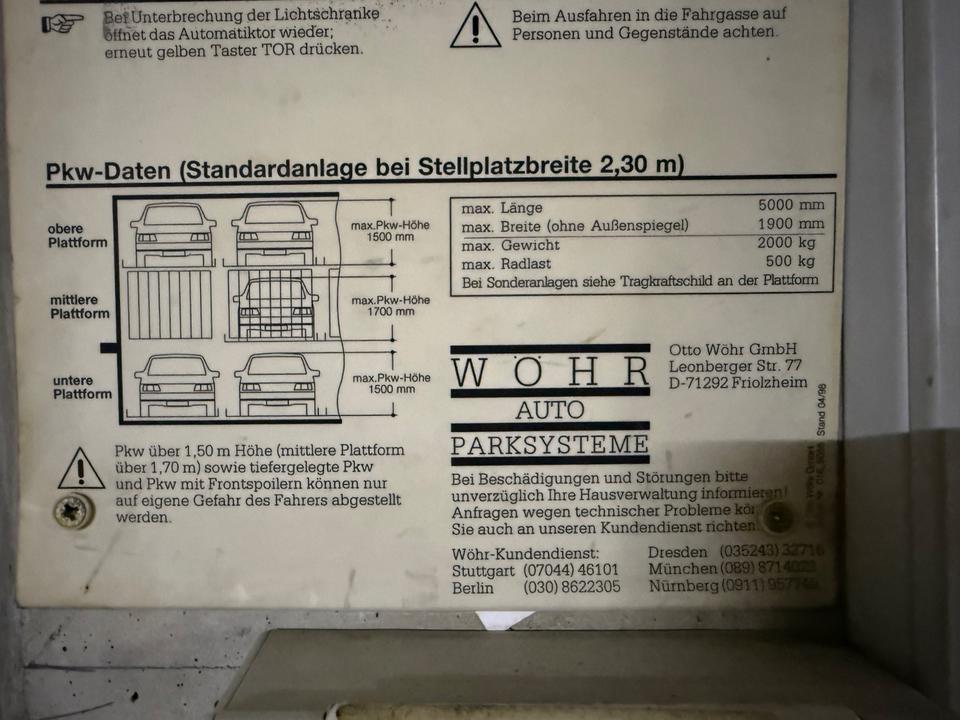 Bei Unterbrechung der Lichtschranke
öffnet das Automatiktor wieder;
erneut gelben Taster TOR drücken.
Beim Ausfahren in die Fahrgasse auf
Personen und Gegenstände achten.
Pkw-Daten (Standardanlage bei Stellplatzbreite 2,30 m)
obere
Plattform
max.Pkw-Höhe
1500 mm
mittlere
Plattform
max.Pkw-Höhe
1700 mm
untere
Plattform
max.Pkw-Höhe
1500 mm
max. Länge 5000 mm
max. Breite (ohne Außenspiegel) 1900 mm
max. Gewicht 2000 kg
max. Radlast 500 kg
Bei Sonderanlagen siehe Tragkraftschild an der Plattform
WÖHR
AUTO
PARKSYSTEME
Otto Wöhr GmbH
Leonberger Str. 77
D-71292 Friolzheim
Pkw über 1,50 m Höhe (mittlere Plattform
über 1,70 m) sowie tiefergelegte Pkw
und Pkw mit Frontspoilern können nur
auf eigene Gefahr des Fahrers abgestellt
werden.
Bei Beschädigungen und Störungen bitte
unverzüglich Ihre Hausverwaltung informieren!
Anfragen wegen technischer Probleme
Sie auch an unseren Kundendienst richten.
Wöhr-Kundendienst:
Stuttgart (07044) 46101
Berlin (030) 8622305
Dresden (035243)
München (089)
Nürnberg (0911)
Stand 04/98